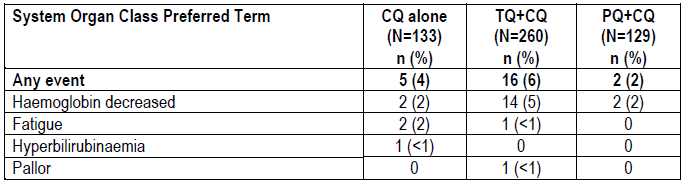 System Organ Class Preferred Term CQ alone (N=133) n (%) TQ+CQ (N=260) n (%) PQ+CQ (N=129) n (%)
Any event 5 (4) 16 (6) 2 (2)
Haemoglobin decreased 2 (2) 14 (5) 2 (2)
Fatigue 2 (2) 1 (<1) 0
Hyperbilirubinaemia 1 (<1) 0 0
Pallor 0 1 (<1) 0